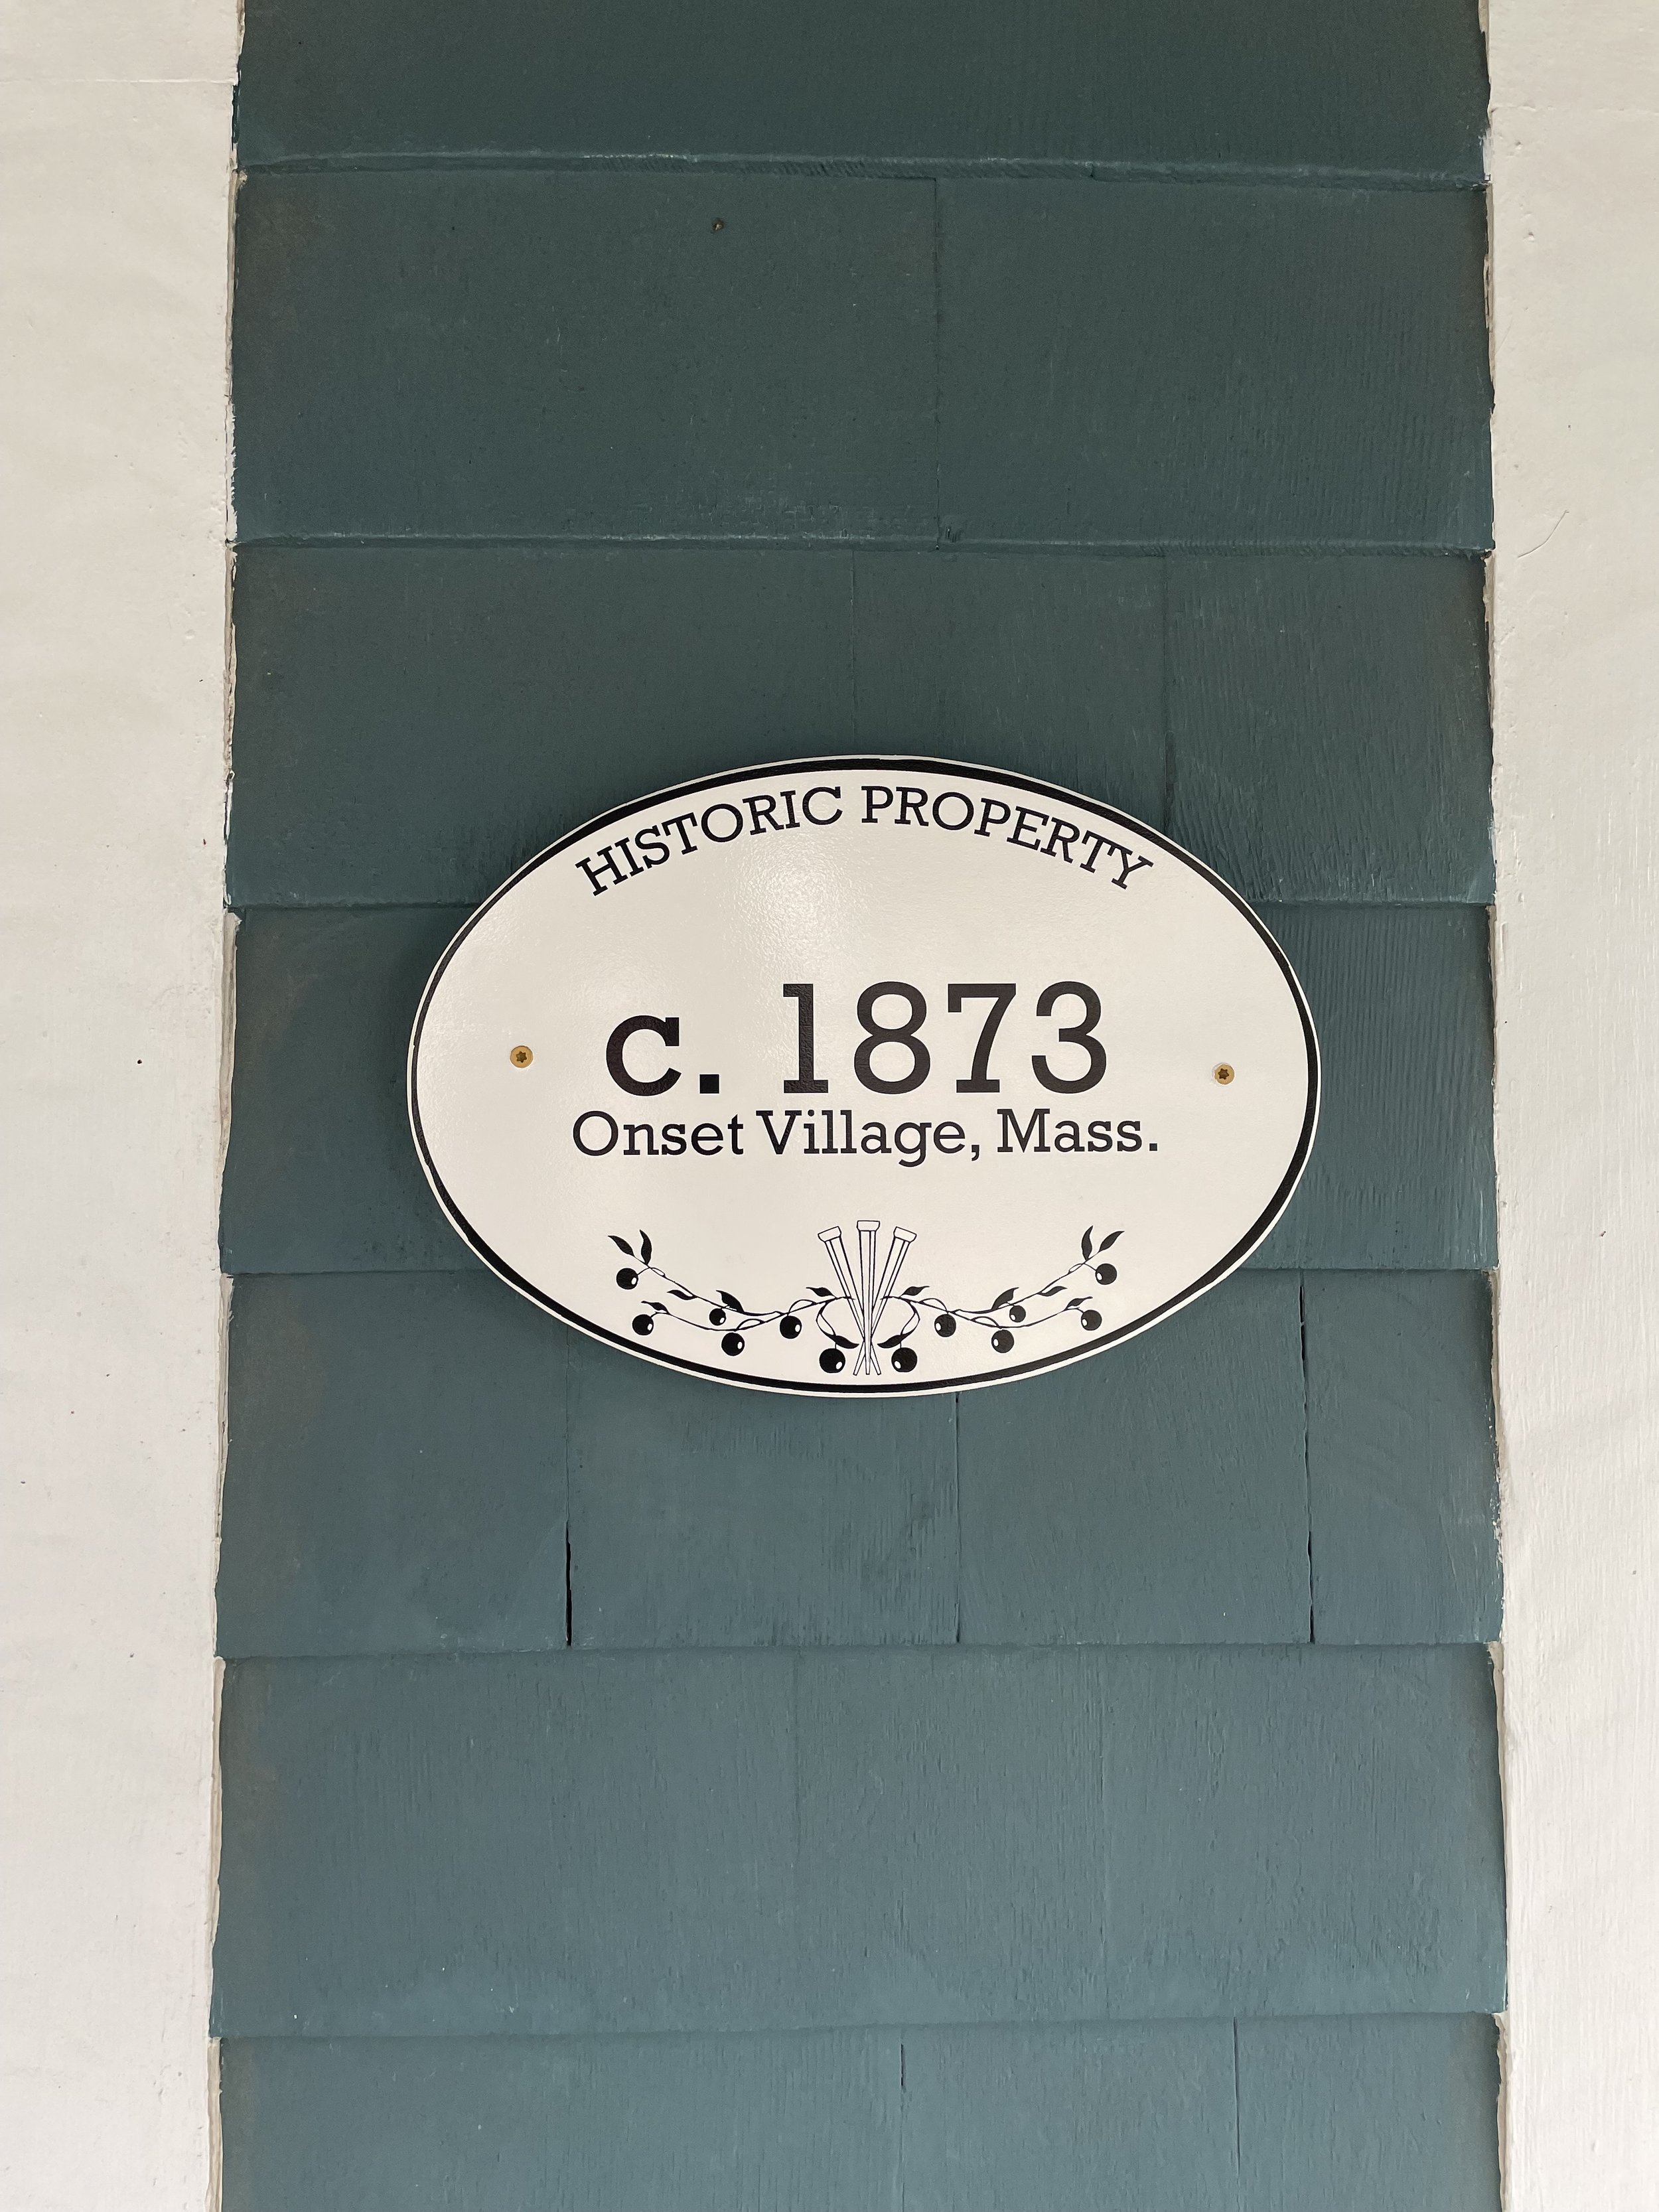 HISTORIC PROPERTY
c. 1873
Onset Village, Mass.